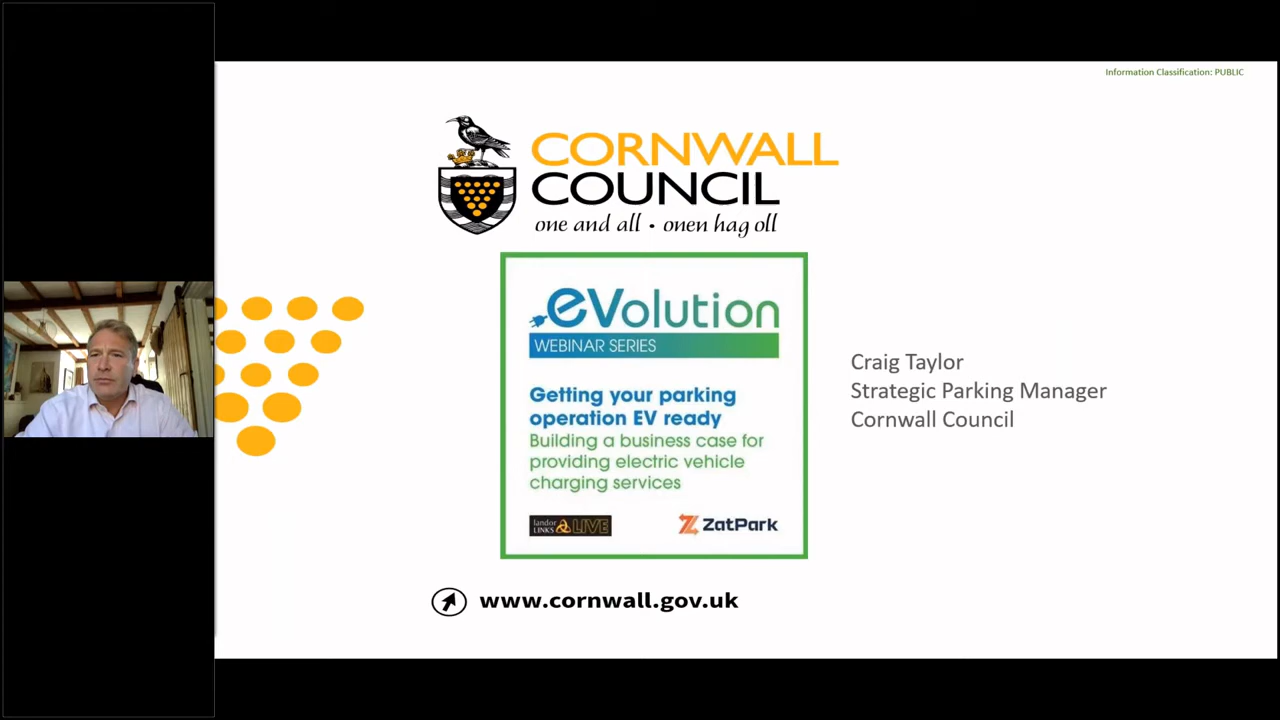 Information Classification: PUBLIC
CORNWALL
COUNCIL
one and all • onen hag oll
eVolution
WEBINAR SERIES
Getting your parking
operation EV ready
Building a business case for
providing electric vehicle
charging services
landor
LINKS LIVE
ZatPark
Craig Taylor
Strategic Parking Manager
Cornwall Council
www.cornwall.gov.uk